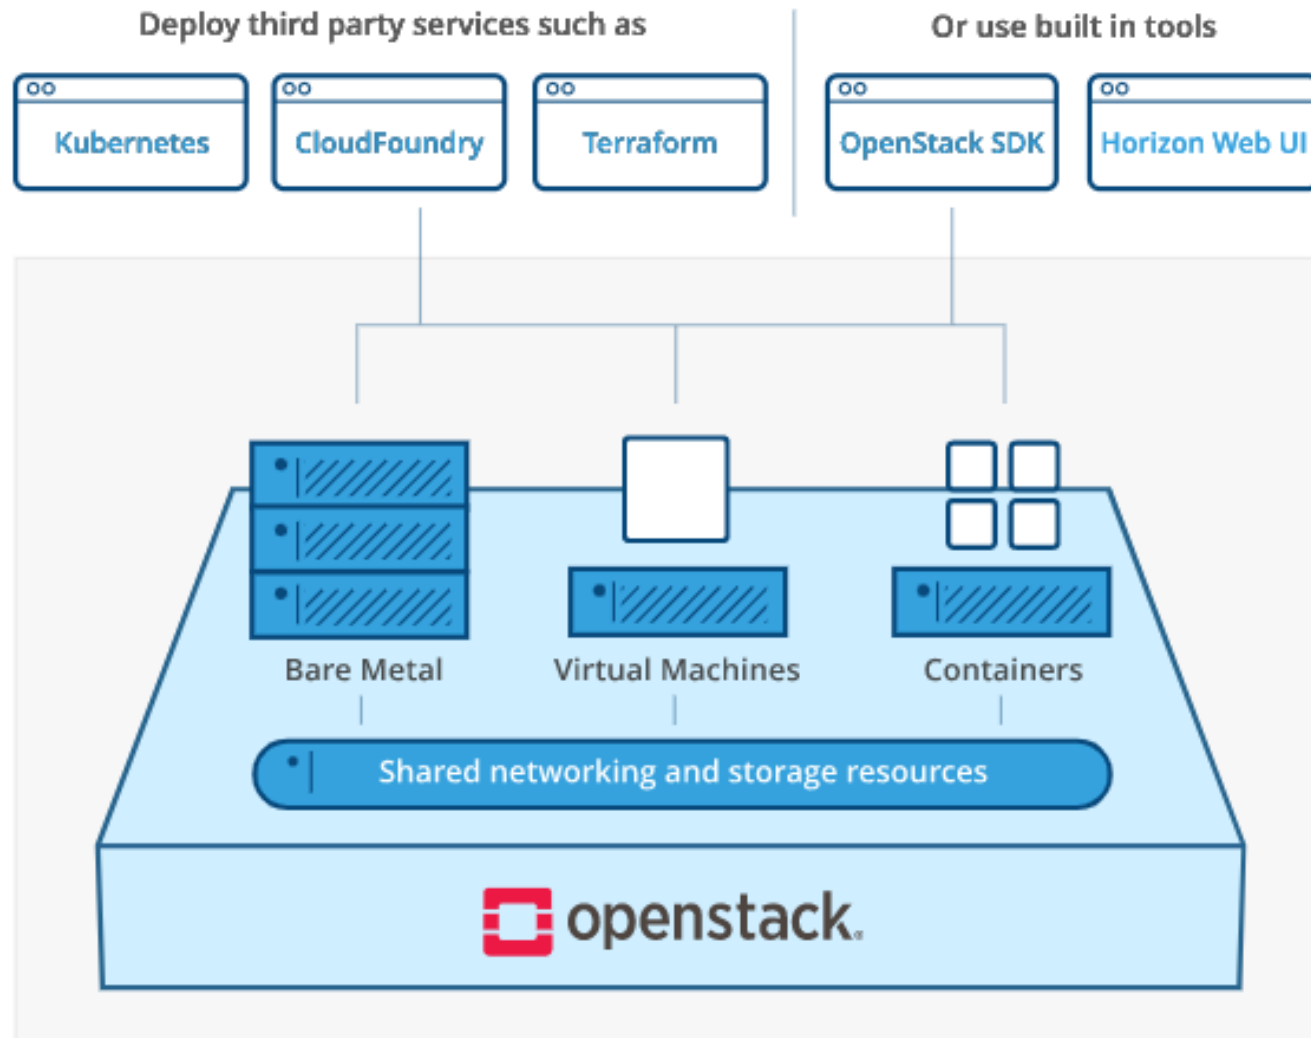 Deploy third party services such as
Or use built in tools
Kubernetes
CloudFoundry
Terraform
OpenStack SDK
Horizon Web UI
Bare Metal
Virtual Machines
Containers
Shared networking and storage resources
openstack.